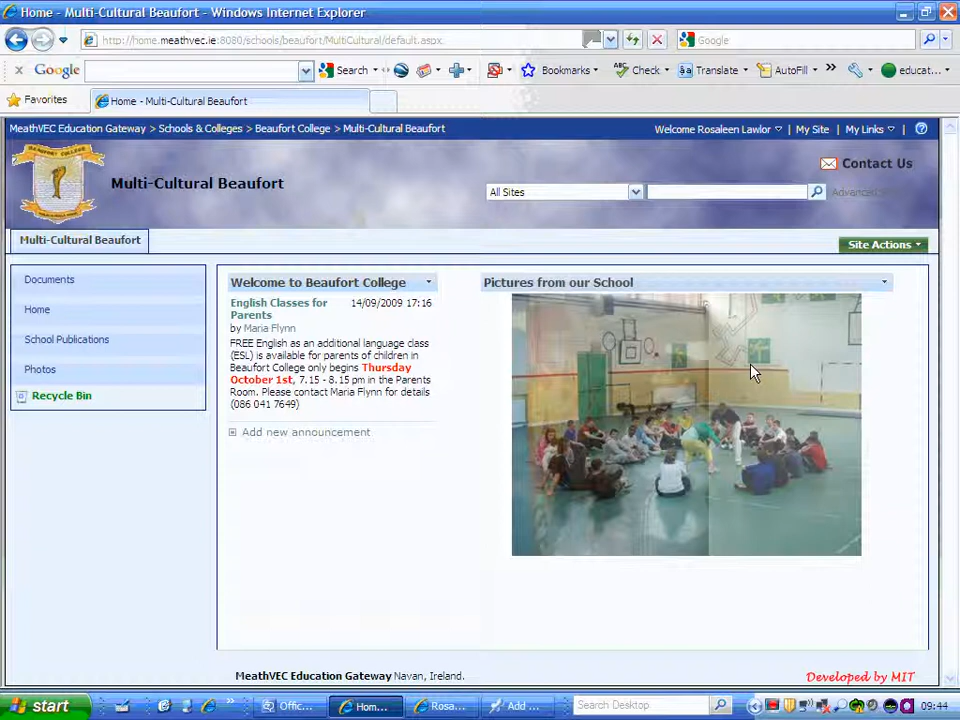 Home - Multi-Cultural Beaufort - Windows Internet Explorer
http://home.meathvec.ie:8080/schools/beaufort/MultiCultural/default.aspx
Google
Google Search Bookmarks Check Translate AutoFill educat...
Favorites Home - Multi-Cultural Beaufort
MeathVEC Education Gateway > Schools & Colleges > Beaufort College > Multi-Cultural Beaufort
Welcome Rosaleen Lawlor | My Site | My Links |
Contact Us
Multi-Cultural Beaufort
All Sites
Multi-Cultural Beaufort
Site Actions
Documents
Home
School Publications
Photos
Recycle Bin
Welcome to Beaufort College
English Classes for 14/09/2009 17:16
Parents
by Maria Flynn
FREE English as an additional language class
(ESL) is available for parents of children in
Beaufort College only begins Thursday
October 1st, 7.15 - 8.15 pm in the Parents
Room. Please contact Maria Flynn for details
(086 041 7649)
Add new announcement
Pictures from our School
MeathVEC Education Gateway Navan, Ireland.
Developed by MIT
start
Offic...
Hom...
Rosa...
Add ...
Search Desktop
09:44